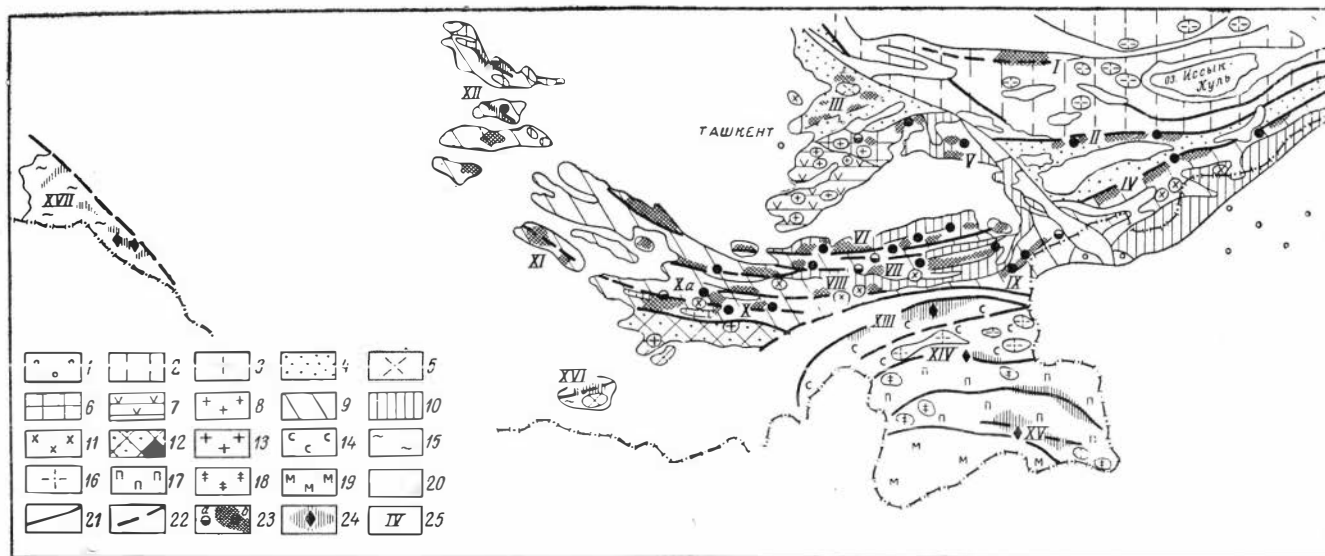 XII
I
ОЗ. ИССЫК-
КУЛЬ
III
ТАШКЕНТ
II
V
IV
XVII
VI
XI
VII
IX
VIII
Xа
X
XIII
С
С
С
С
С
XIV
П
П
П
П
П
П
XVI
XV
С
М
М
М
1 2 3 4 5
6 7 8 9 10
11 12 13 14 15
16 17 18 19 20
21 22 а б 23 24 IV 25